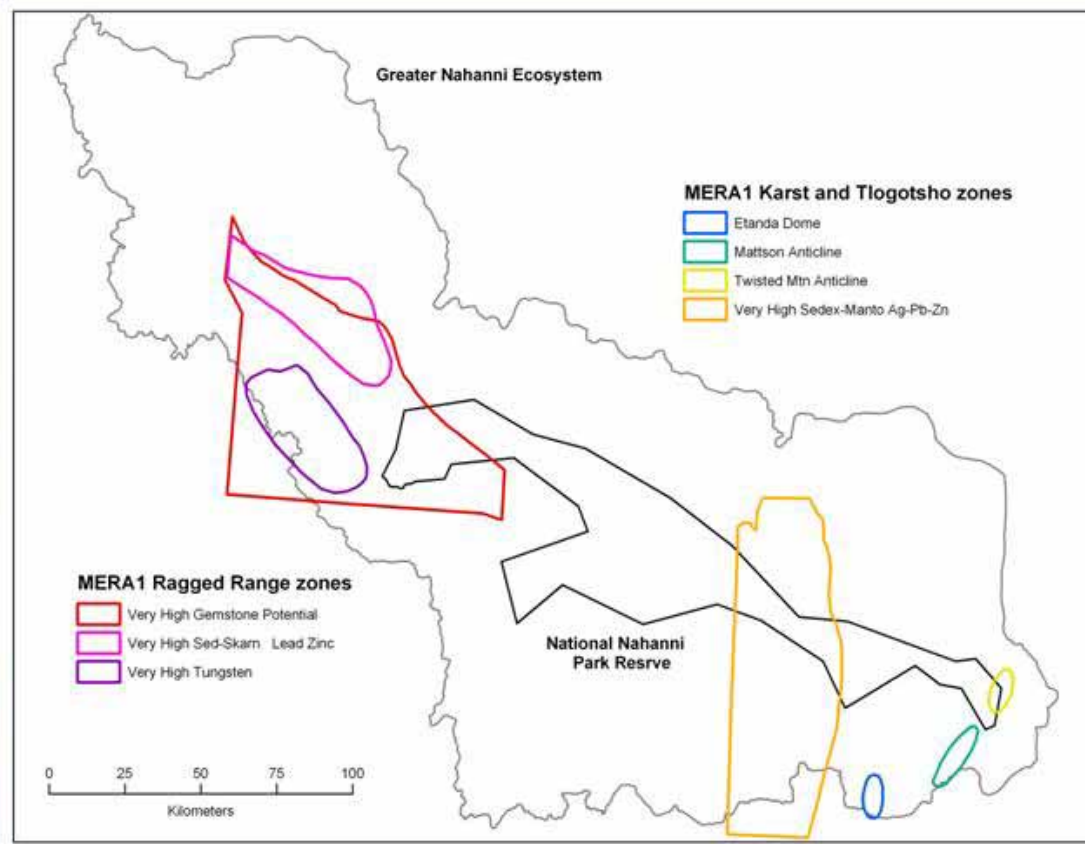 Greater Nahanni Ecosystem
MERA1 Karst and Tlogotsho zones
Etanda Dome
Mattson Anticline
Twisted Mtn Anticline
Very High Sedex-Manto Ag-Pb-Zn
MERA1 Ragged Range zones
Very High Gemstone Potential
Very High Sed-Skarn Lead Zinc
Very High Tungsten
National Nahanni
Park Resrve
0 25 50 75 100
Kilometers